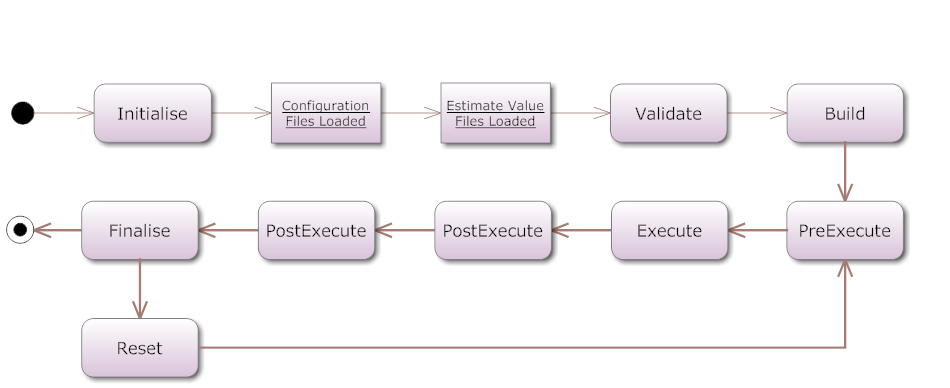 Initialise
Configuration
Files Loaded
Estimate Value
Files Loaded
Validate
Build
Finalise
PostExecute
PostExecute
Execute
PreExecute
Reset